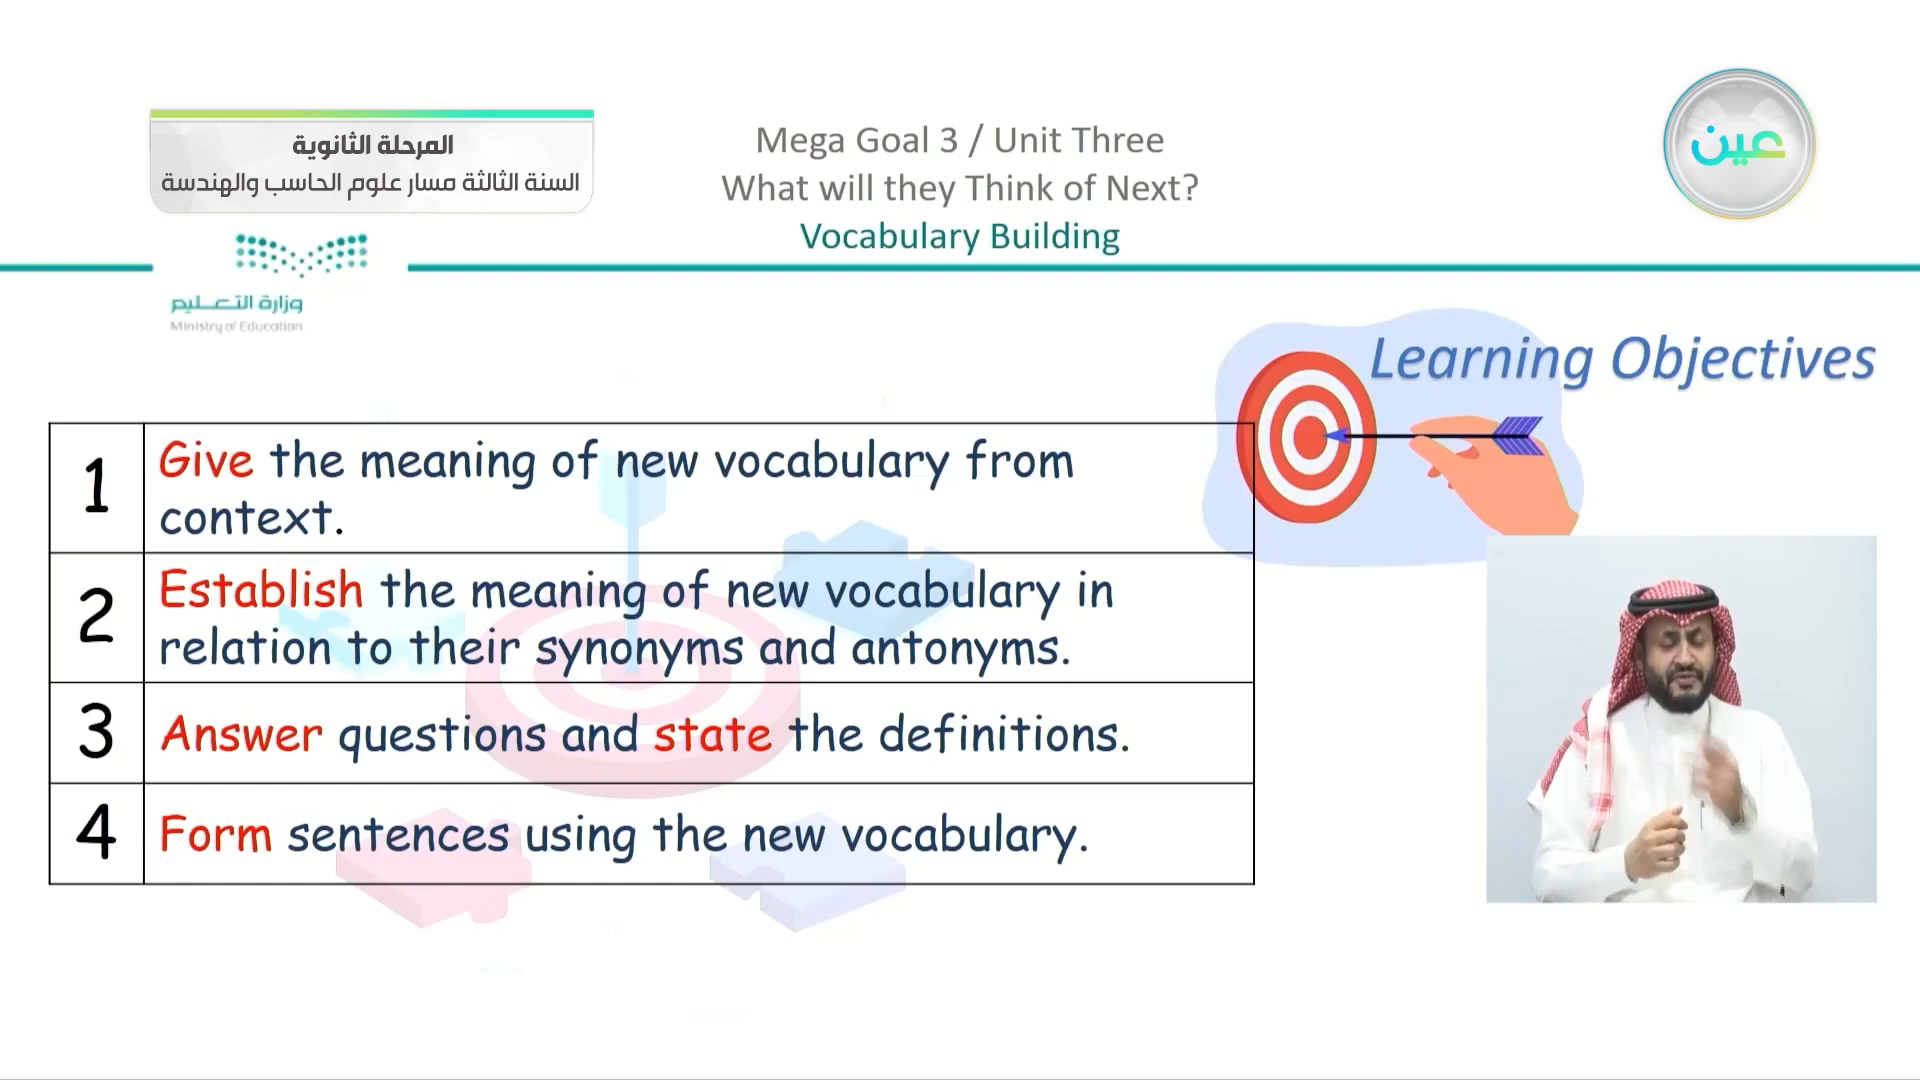 المرحلة الثانوية
السنة الثالثة مسار علوم الحاسب والهندسة
Mega Goal 3 / Unit Three
What will they Think of Next?
Vocabulary Building
عين
وزارة التعـليم
Ministry of Education
Learning Objectives
1 Give the meaning of new vocabulary from
context.
2 Establish the meaning of new vocabulary in
relation to their synonyms and antonyms.
3 Answer questions and state the definitions.
4 Form sentences using the new vocabulary.